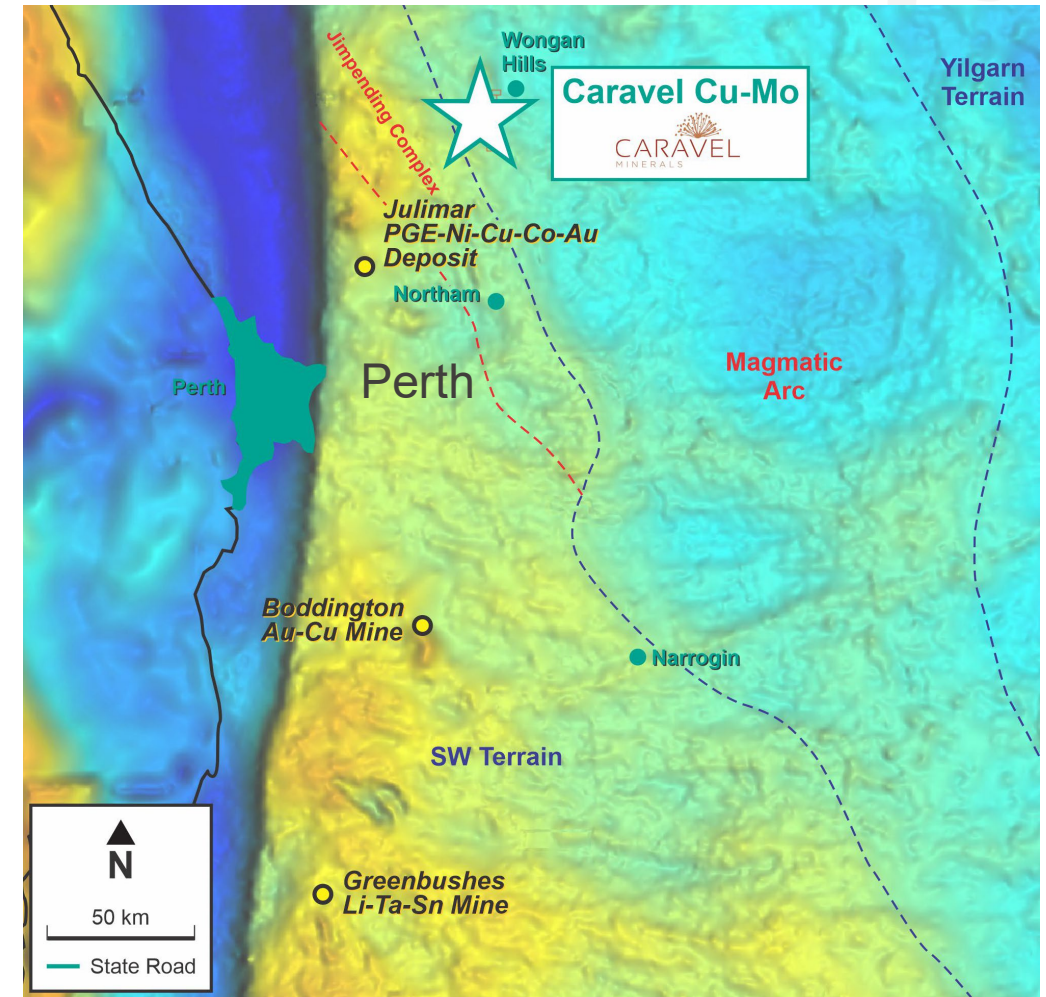 Jimpending Complex
Wongan
Hills
Caravel Cu-Mo
CARAVEL
MINERALS
Yilgarn
Terrain
Julimar
PGE-Ni-Cu-Co-Au
Deposit
Northam
Perth
Perth
Magmatic
Arc
Boddington
Au-Cu Mine
Narrogin
SW Terrain
Greenbushes
Li-Ta-Sn Mine
N
50 km
State Road